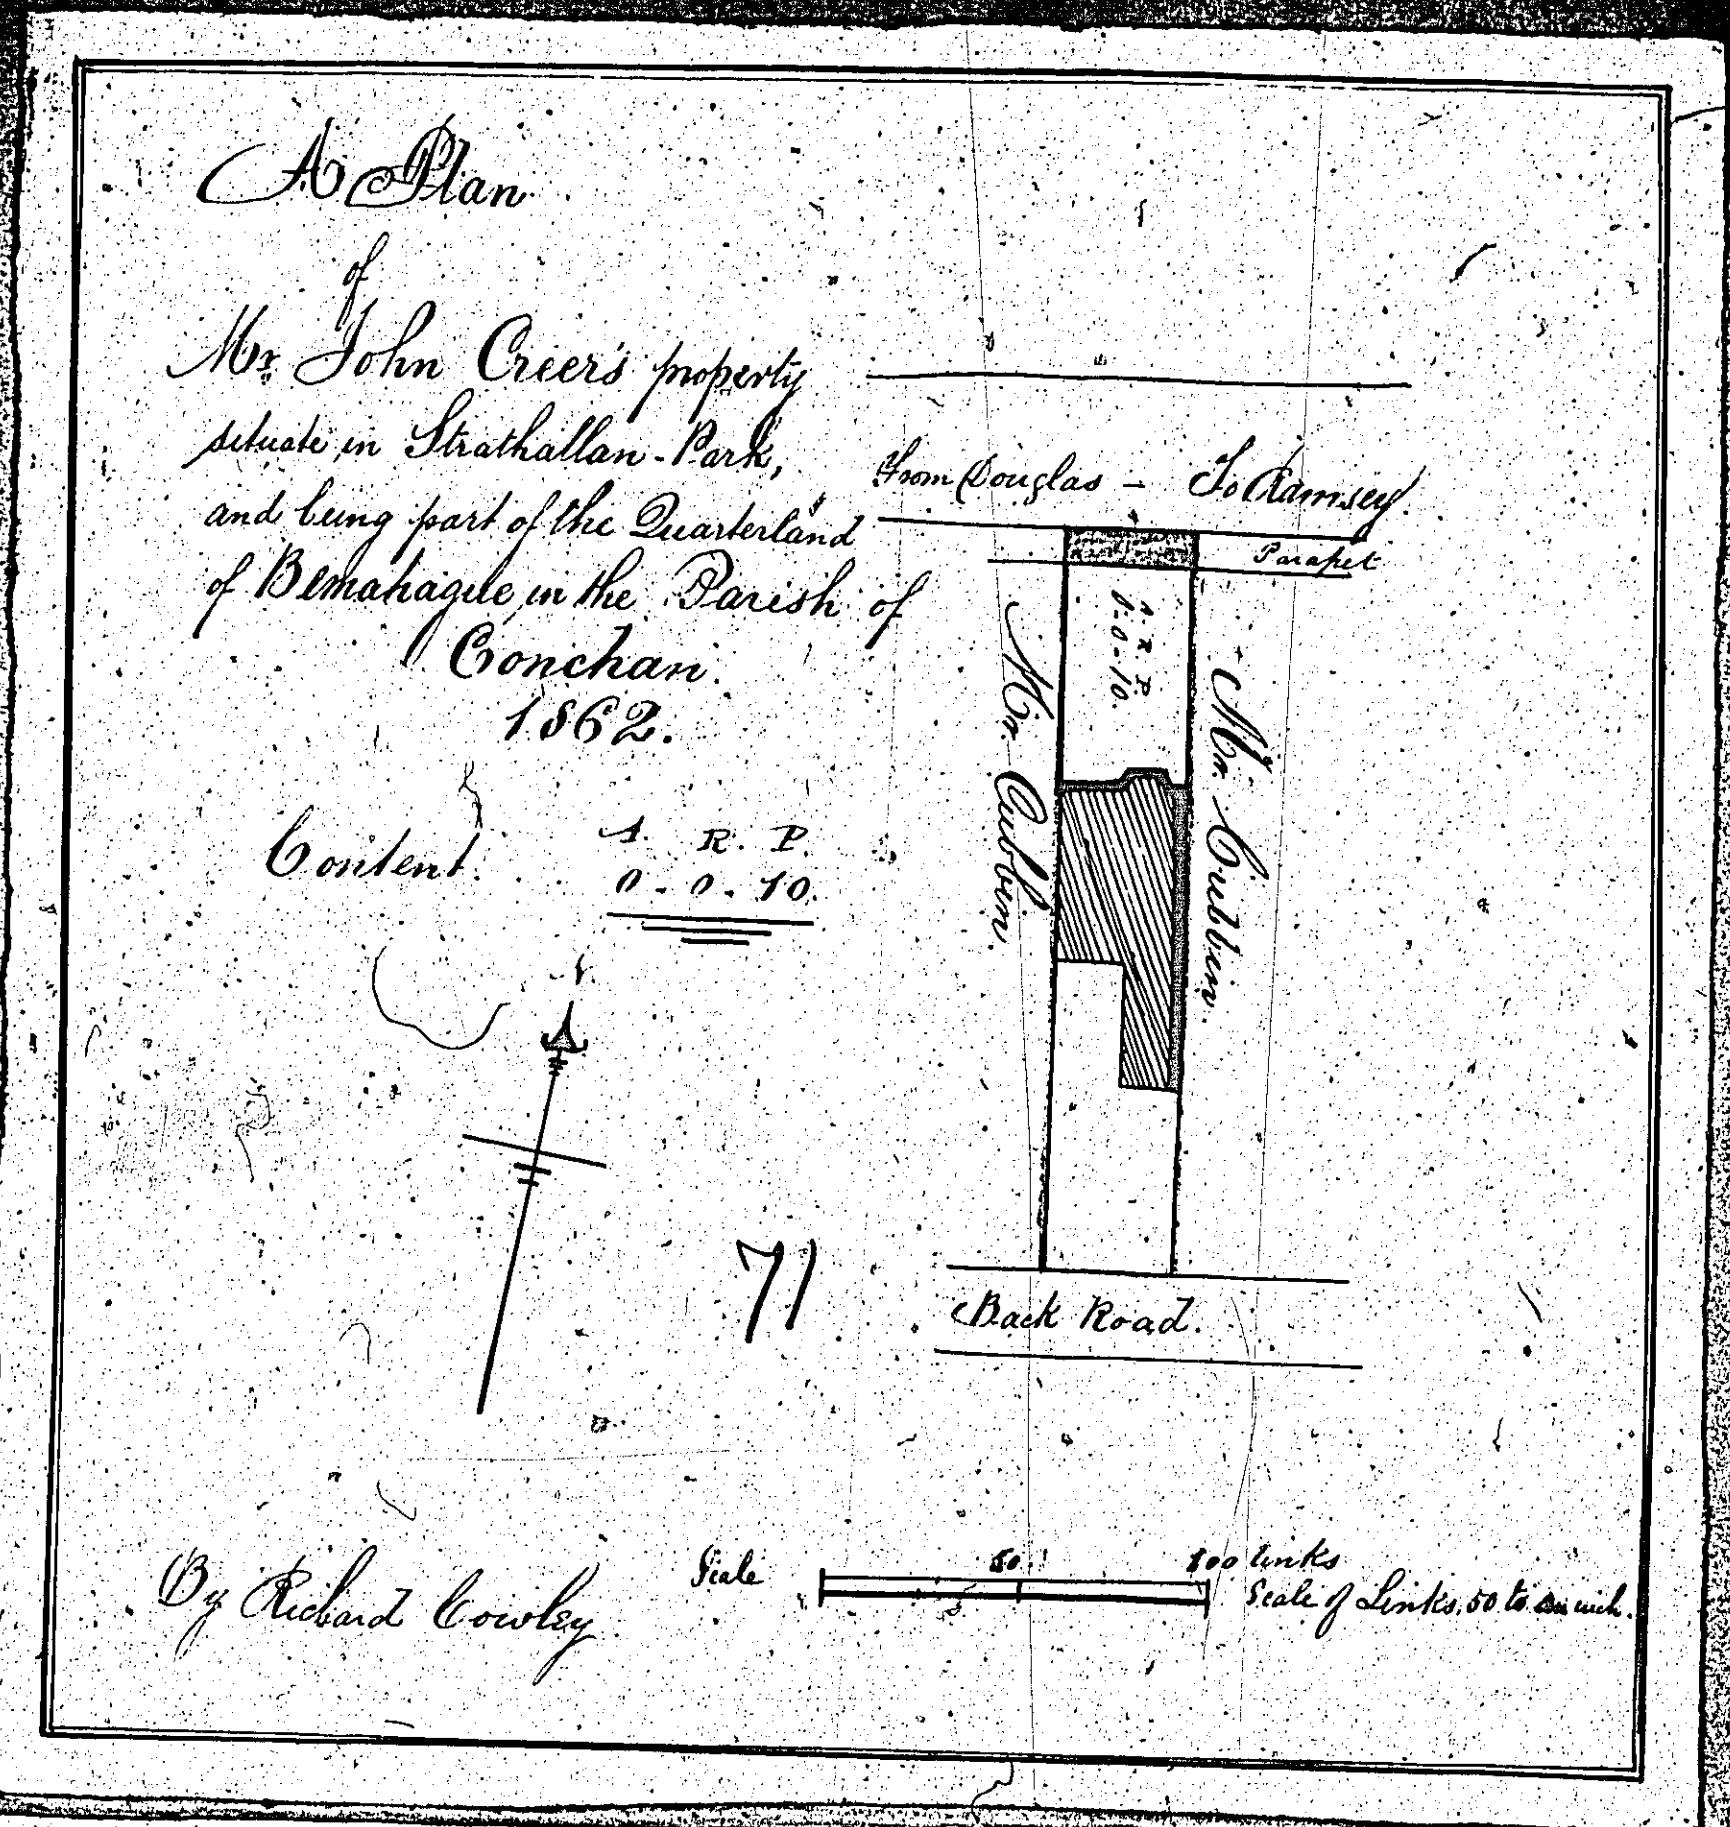 A Plan
of
Mr. John Creer's property
situate in Strathallan-Park,
and being part of the Quarterland
of Bemahague in the Parish of
Conchan.
1862.
Content. A. R. P.
0-0-10.
N.
From Douglas - To Ramsey.
Parapet
A. R. P.
0-0-10.
Mr. Cubbin.
Mr. Cubbin.
71
Back Road.
By Richard Cowley
Scale 50. 100 links
Scale of Links, 50 to an inch.